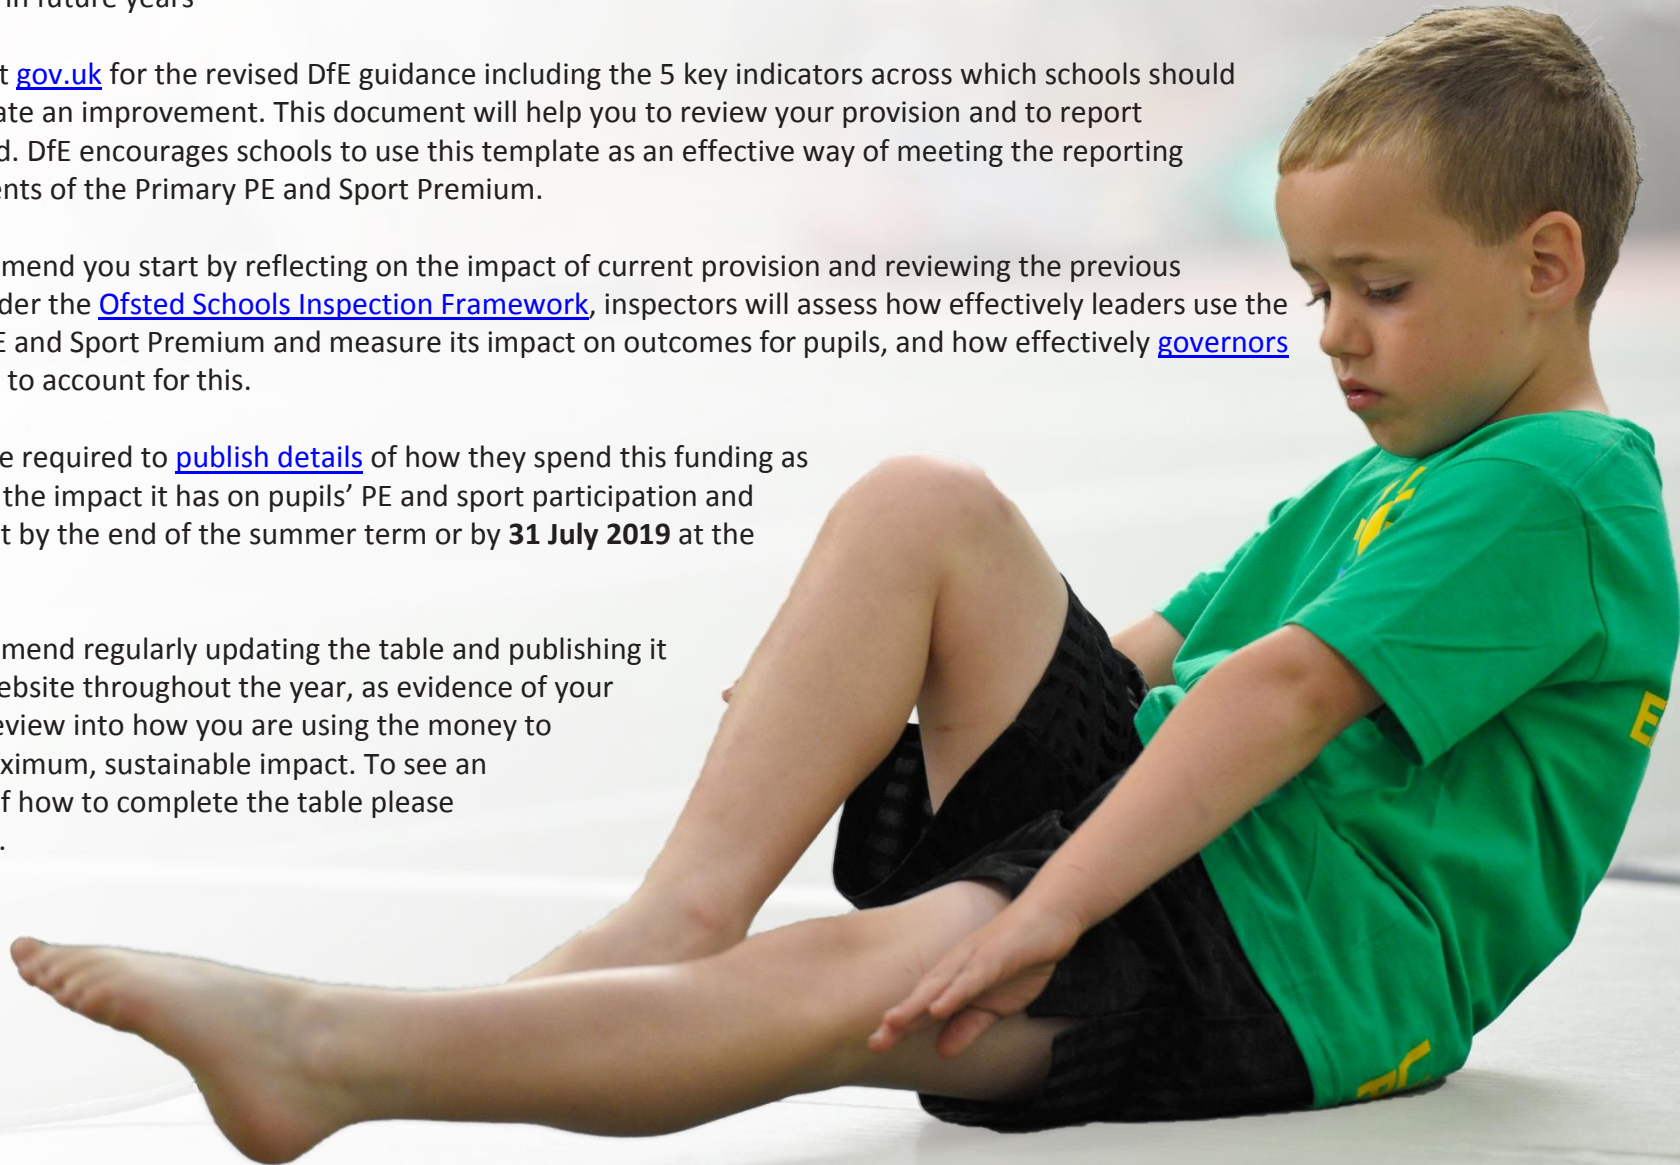 in future years
t gov.uk for the revised DfE guidance including the 5 key indicators across which schools should
ate an improvement. This document will help you to review your provision and to report
d. DfE encourages schools to use this template as an effective way of meeting the reporting
ents of the Primary PE and Sport Premium.
mend you start by reflecting on the impact of current provision and reviewing the previous
der the Ofsted Schools Inspection Framework, inspectors will assess how effectively leaders use the
E and Sport Premium and measure its impact on outcomes for pupils, and how effectively governors
to account for this.
e required to publish details of how they spend this funding as
the impact it has on pupils’ PE and sport participation and
t by the end of the summer term or by 31 July 2019 at the
mend regularly updating the table and publishing it
ebsite throughout the year, as evidence of your
eview into how you are using the money to
ximum, sustainable impact. To see an
f how to complete the table please
.